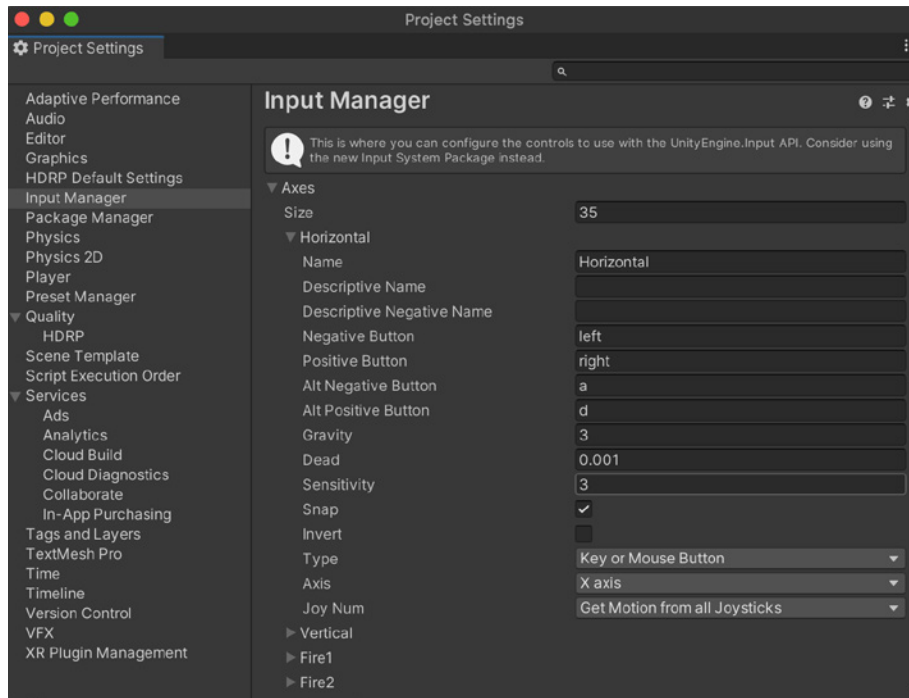 Project Settings
Project Settings
Adaptive Performance
Audio
Editor
Graphics
HDRP Default Settings
Input Manager
Package Manager
Physics
Physics 2D
Player
Preset Manager
Quality
HDRP
Scene Template
Script Execution Order
Services
Ads
Analytics
Cloud Build
Cloud Diagnostics
Collaborate
In-App Purchasing
Tags and Layers
TextMesh Pro
Time
Timeline
Version Control
VFX
XR Plugin Management
Input Manager
This is where you can configure the controls to use with the UnityEngine.Input API. Consider using
the new Input System Package instead.
Axes
Size 35
Horizontal
Name Horizontal
Descriptive Name
Descriptive Negative Name
Negative Button left
Positive Button right
Alt Negative Button a
Alt Positive Button d
Gravity 3
Dead 0.001
Sensitivity 3
Snap
Invert
Type Key or Mouse Button
Axis X axis
Joy Num Get Motion from all Joysticks
Vertical
Fire1
Fire2